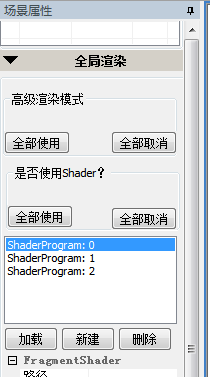 场景属性
全局渲染
高级渲染模式
全部使用 全部取消
是否使用Shader？
全部使用 全部取消
ShaderProgram: 0
ShaderProgram: 1
ShaderProgram: 2
加载 新建 删除
FragmentShader
路径